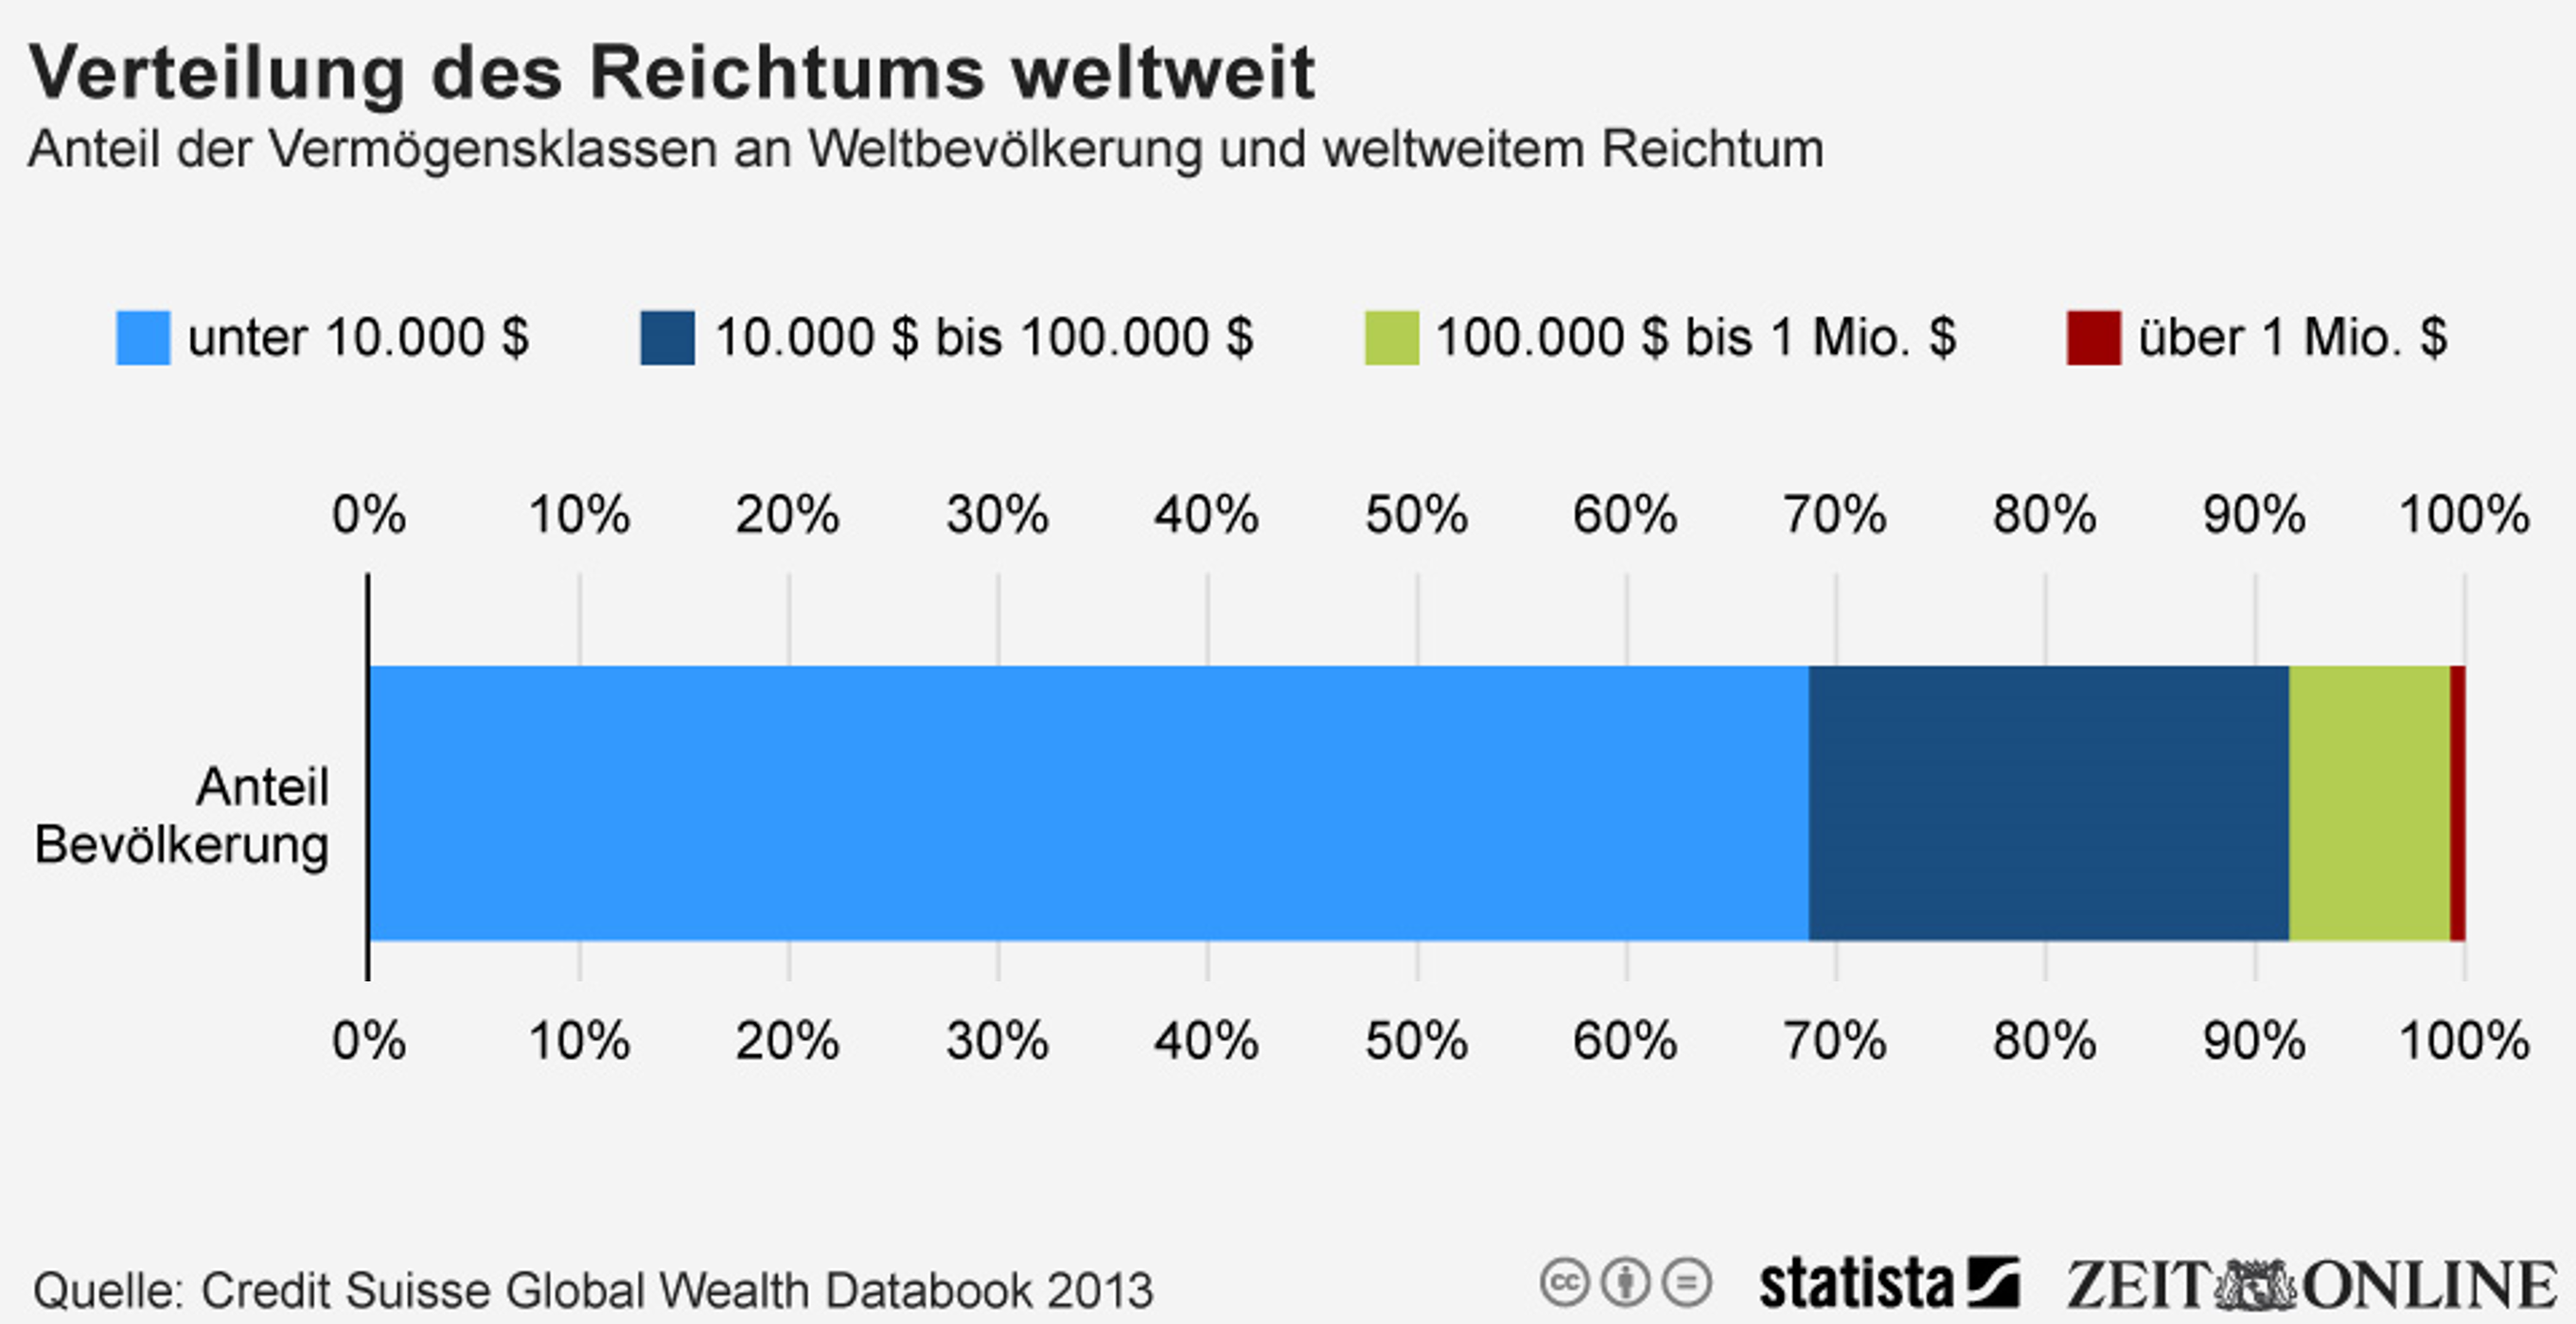 Verteilung des Reichtums weltweit
Anteil der Vermögensklassen an Weltbevölkerung und weltweitem Reichtum
unter 10.000 $ 10.000 $ bis 100.000 $ 100.000 $ bis 1 Mio. $ über 1 Mio. $
0% 10% 20% 30% 40% 50% 60% 70% 80% 90% 100%
Anteil
Bevölkerung
0% 10% 20% 30% 40% 50% 60% 70% 80% 90% 100%
Quelle: Credit Suisse Global Wealth Databook 2013 cc = statista ZEIT ONLINE